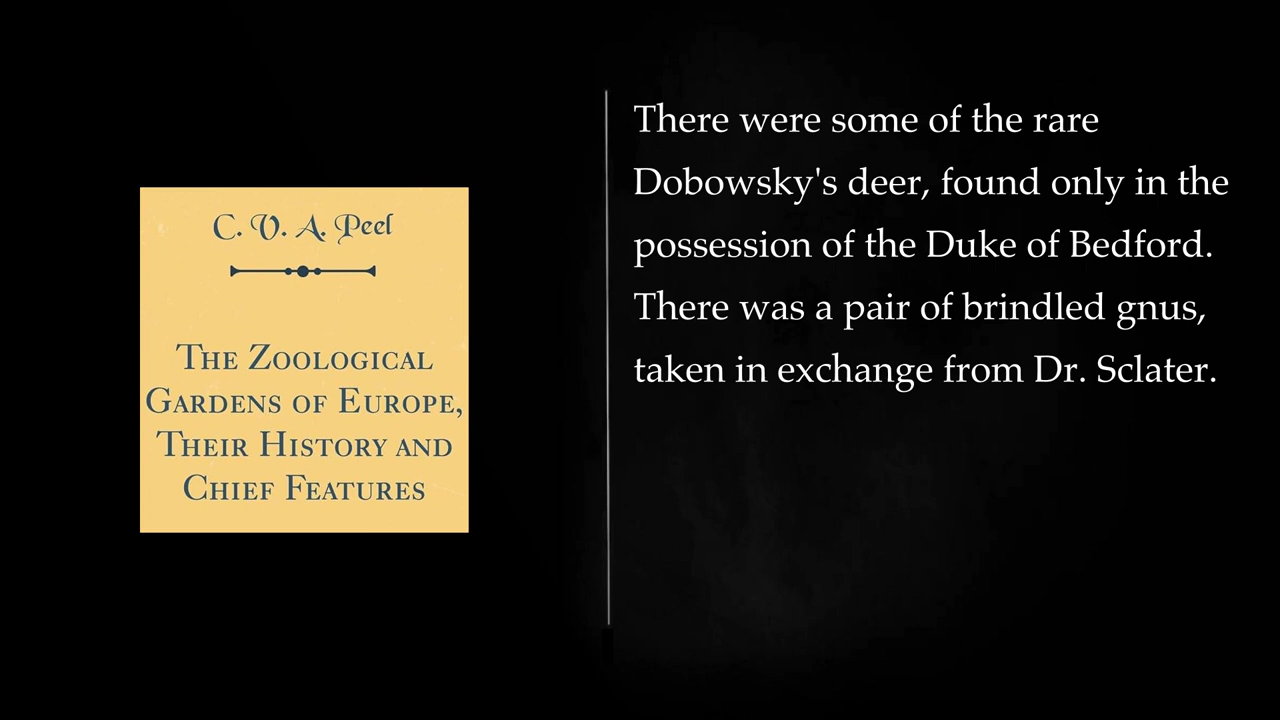 C. V. A. Peel
The Zoological
Gardens of Europe,
Their History and
Chief Features
There were some of the rare
Dobowsky's deer, found only in the
possession of the Duke of Bedford.
There was a pair of brindled gnus,
taken in exchange from Dr. Sclater.